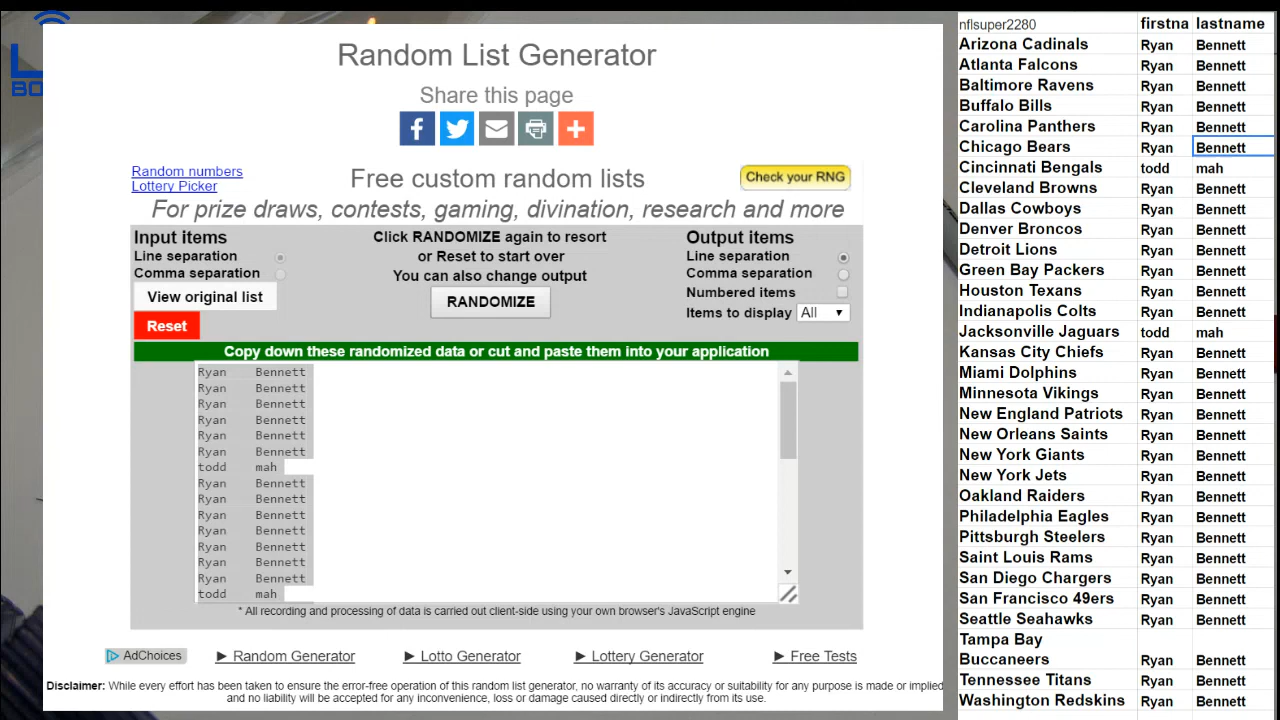 Random List Generator
Share this page
Random numbers
Lottery Picker
Free custom random lists
Check your RNG
For prize draws, contests, gaming, divination, research and more
Input items
Line separation
Comma separation
View original list
Reset
Click RANDOMIZE again to resort
or Reset to start over
You can also change output
RANDOMIZE
Output items
Line separation
Comma separation
Numbered items
Items to display All
Copy down these randomized data or cut and paste them into your application
Ryan Bennett
Ryan Bennett
Ryan Bennett
Ryan Bennett
Ryan Bennett
Ryan Bennett
todd mah
Ryan Bennett
Ryan Bennett
Ryan Bennett
Ryan Bennett
Ryan Bennett
Ryan Bennett
Ryan Bennett
todd mah
* All recording and processing of data is carried out client-side using your own browser's JavaScript engine
AdChoices
► Random Generator
► Lotto Generator
► Lottery Generator
► Free Tests
Disclaimer: While every effort has been taken to ensure the error-free operation of this random list generator, no warranty of its accuracy or suitability for any purpose is made or implied
and no liability will be accepted for any inconvenience, loss or damage caused directly or indirectly from its use.
nflsuper2280 firstna lastname
Arizona Cadinals Ryan Bennett
Atlanta Falcons Ryan Bennett
Baltimore Ravens Ryan Bennett
Buffalo Bills Ryan Bennett
Carolina Panthers Ryan Bennett
Chicago Bears Ryan Bennett
Cincinnati Bengals todd mah
Cleveland Browns Ryan Bennett
Dallas Cowboys Ryan Bennett
Denver Broncos Ryan Bennett
Detroit Lions Ryan Bennett
Green Bay Packers Ryan Bennett
Houston Texans Ryan Bennett
Indianapolis Colts Ryan Bennett
Jacksonville Jaguars todd mah
Kansas City Chiefs Ryan Bennett
Miami Dolphins Ryan Bennett
Minnesota Vikings Ryan Bennett
New England Patriots Ryan Bennett
New Orleans Saints Ryan Bennett
New York Giants Ryan Bennett
New York Jets Ryan Bennett
Oakland Raiders Ryan Bennett
Philadelphia Eagles Ryan Bennett
Pittsburgh Steelers Ryan Bennett
Saint Louis Rams Ryan Bennett
San Diego Chargers Ryan Bennett
San Francisco 49ers Ryan Bennett
Seattle Seahawks Ryan Bennett
Tampa Bay
Buccaneers Ryan Bennett
Tennessee Titans Ryan Bennett
Washington Redskins Ryan Bennett